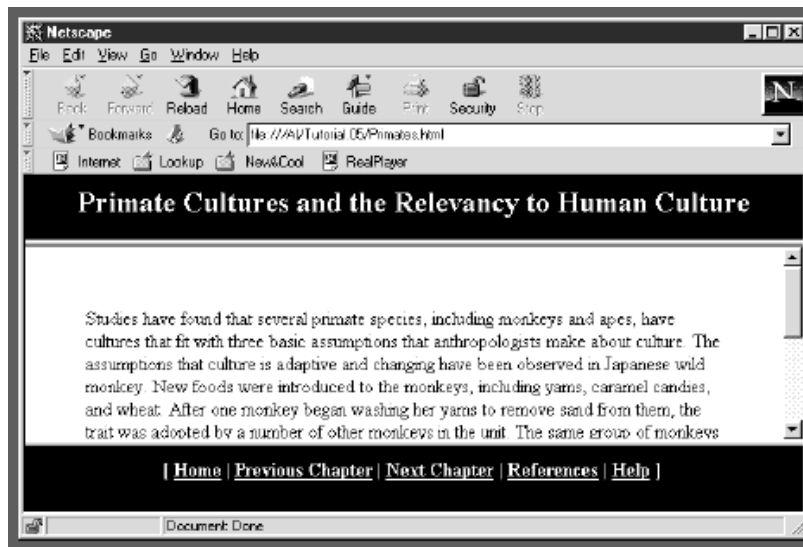 Netscape
File Edit View Go Window Help
Back Forward Reload Home Search Guide Print Security Stop
N
Bookmarks Go to: file:///A|/Tutorial.05/Primates.html
Internet Lookup New&Cool RealPlayer
Primate Cultures and the Relevancy to Human Culture
Studies have found that several primate species, including monkeys and apes, have
cultures that fit with three basic assumptions that anthropologists make about culture. The
assumptions that culture is adaptive and changing have been observed in Japanese wild
monkey. New foods were introduced to the monkeys, including yams, caramel candies,
and wheat. After one monkey began washing her yams to remove sand from them, the
trait was adopted by a number of other monkeys in the unit. The same group of monkeys
[ Home | Previous Chapter | Next Chapter | References | Help ]
Document: Done